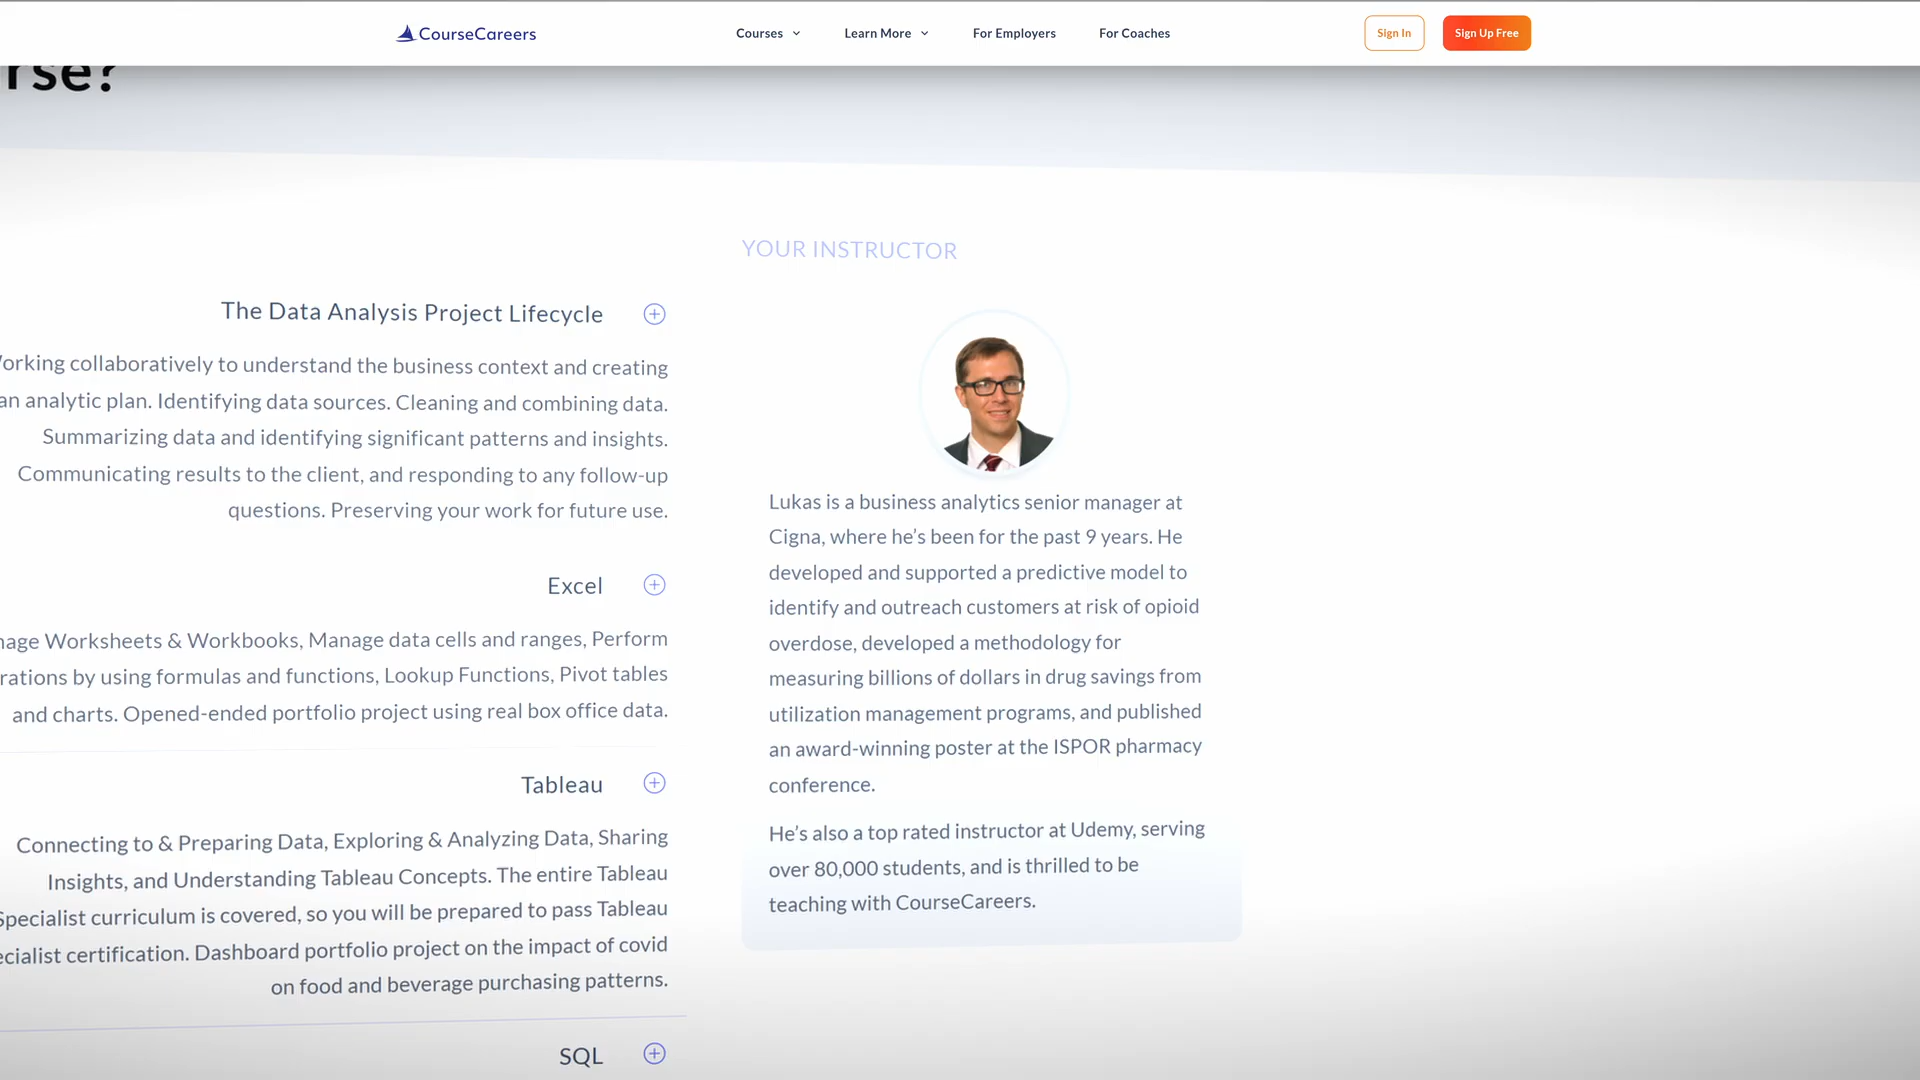 CourseCareers
Courses
Learn More
For Employers
For Coaches
Sign In
Sign Up Free
rse?
The Data Analysis Project Lifecycle
orking collaboratively to understand the business context and creating
an analytic plan. Identifying data sources. Cleaning and combining data.
Summarizing data and identifying significant patterns and insights.
Communicating results to the client, and responding to any follow-up
questions. Preserving your work for future use.
Excel
nage Worksheets & Workbooks, Manage data cells and ranges, Perform
rations by using formulas and functions, Lookup Functions, Pivot tables
and charts. Opened-ended portfolio project using real box office data.
Tableau
Connecting to & Preparing Data, Exploring & Analyzing Data, Sharing
Insights, and Understanding Tableau Concepts. The entire Tableau
Specialist curriculum is covered, so you will be prepared to pass Tableau
ecialist certification. Dashboard portfolio project on the impact of covid
on food and beverage purchasing patterns.
SQL
YOUR INSTRUCTOR
Lukas is a business analytics senior manager at
Cigna, where he’s been for the past 9 years. He
developed and supported a predictive model to
identify and outreach customers at risk of opioid
overdose, developed a methodology for
measuring billions of dollars in drug savings from
utilization management programs, and published
an award-winning poster at the ISPOR pharmacy
conference.
He’s also a top rated instructor at Udemy, serving
over 80,000 students, and is thrilled to be
teaching with CourseCareers.